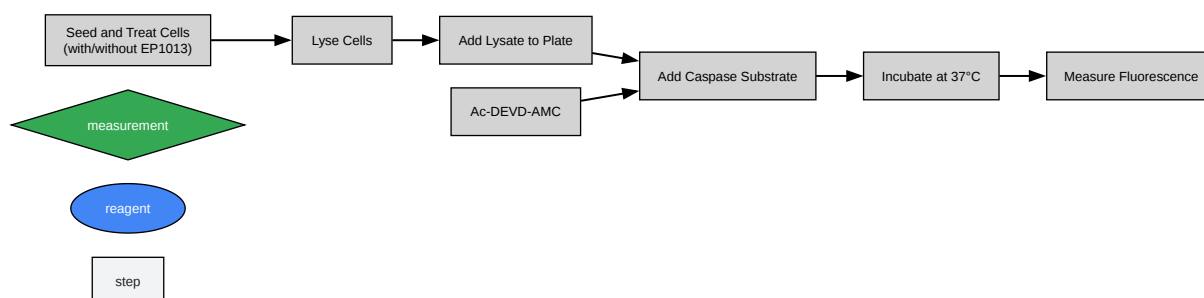 Seed and Treat Cells
(with/without EP1013)
Lyse Cells
Add Lysate to Plate
Add Caspase Substrate
Incubate at 37°C
Measure Fluorescence
Ac-DEVD-AMC
measurement
reagent
step